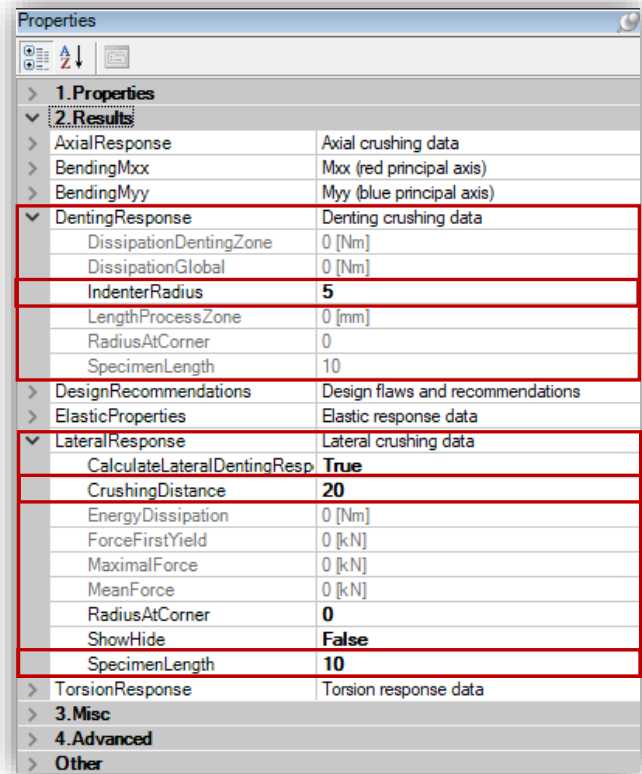 Properties
1.Properties
2.Results
AxialResponse Axial crushing data
BendingMxx Mxx (red principal axis)
BendingMyy Myy (blue principal axis)
DentingResponse Denting crushing data
DissipationDentingZone 0 [Nm]
DissipationGlobal 0 [Nm]
IndenterRadius 5
LengthProcessZone 0 [mm]
RadiusAtCorner 0
SpecimenLength 10
DesignRecommendations Design flaws and recommendations
ElasticProperties Elastic response data
LateralResponse Lateral crushing data
CalculateLateralDentingResp True
CrushingDistance 20
EnergyDissipation 0 [Nm]
ForceFirstYield 0 [kN]
MaximalForce 0 [kN]
MeanForce 0 [kN]
RadiusAtCorner 0
ShowHide False
SpecimenLength 10
TorsionResponse Torsion response data
3.Misc
4.Advanced
Other